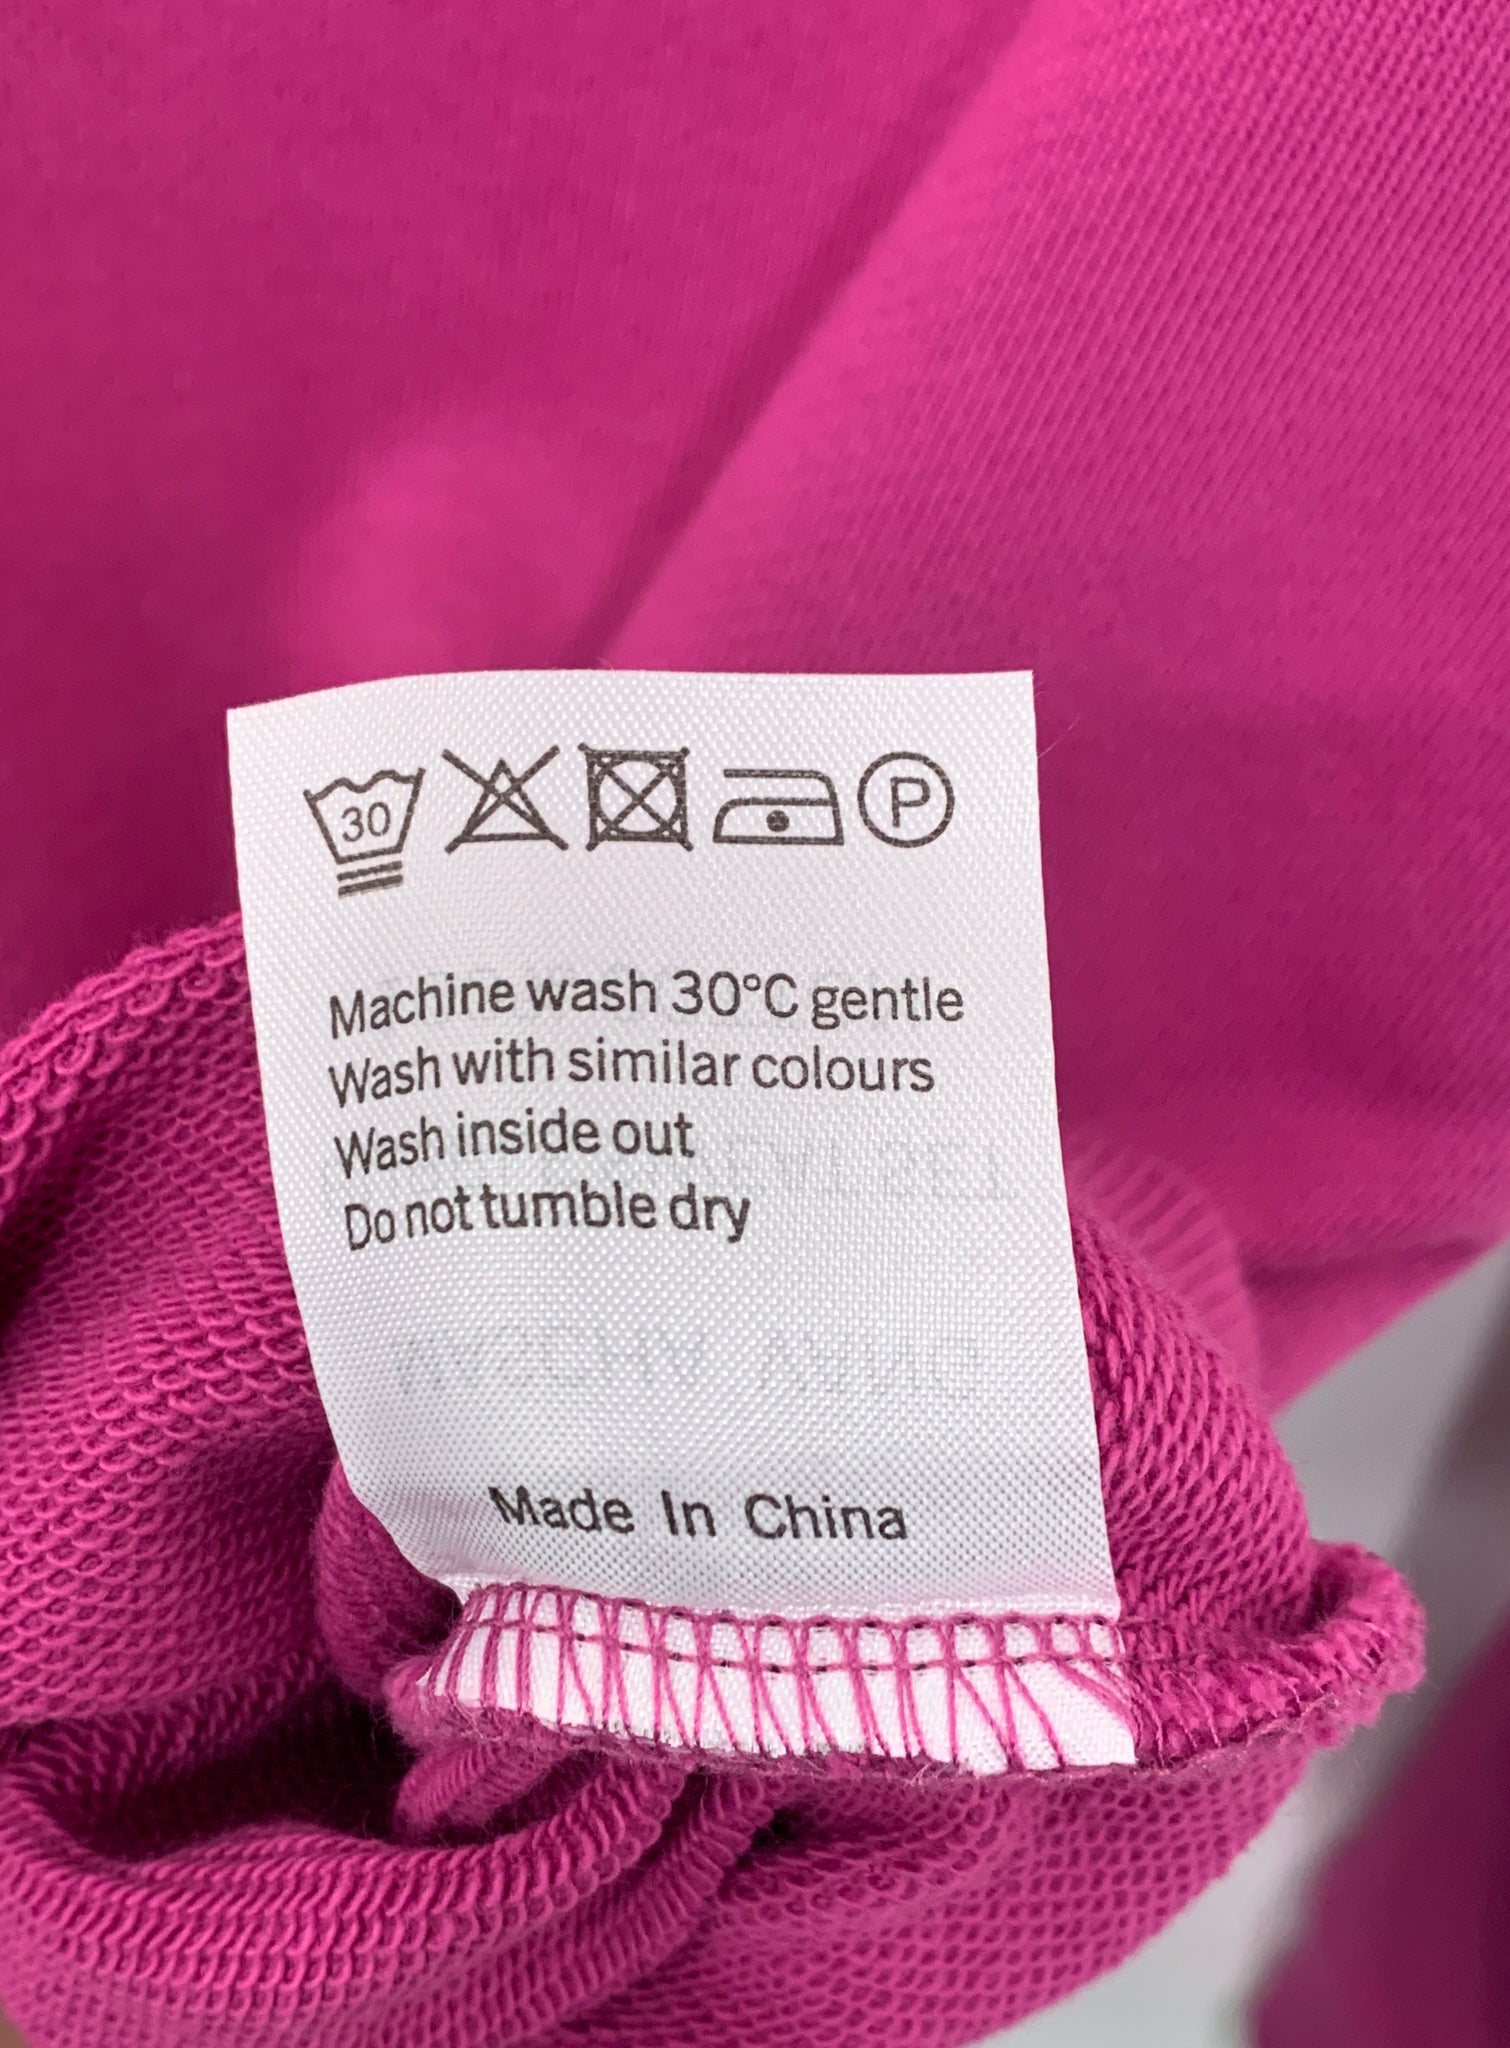 30
P
Machine wash 30°C gentle
Wash with similar colours
Wash inside out
Do not tumble dry
Made In China